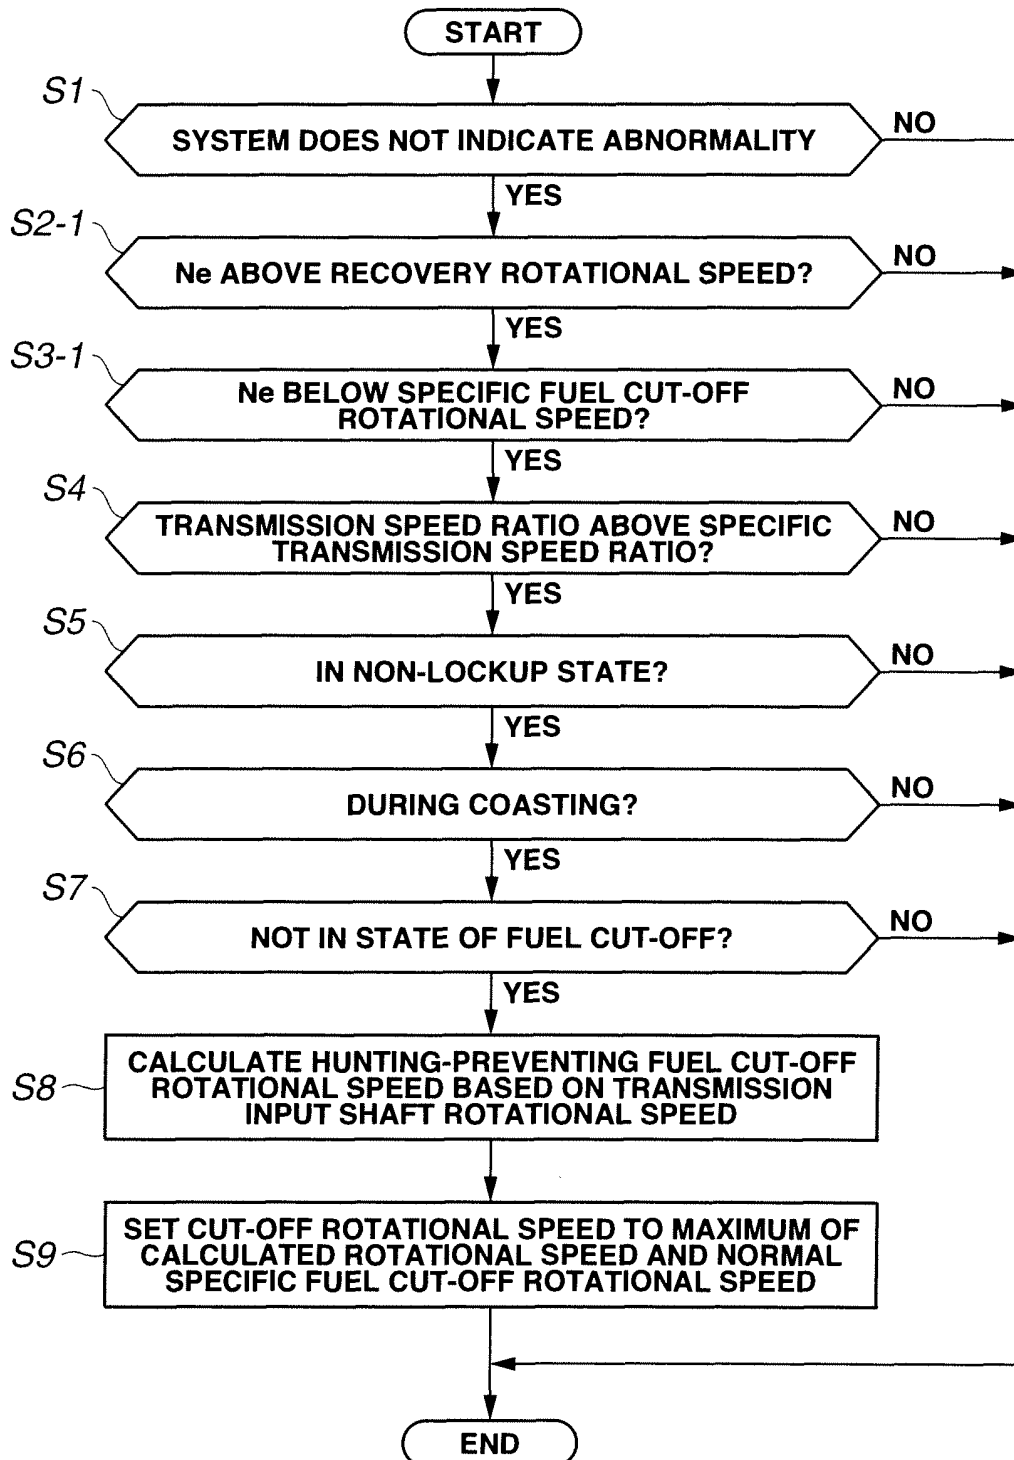 START
S1
SYSTEM DOES NOT INDICATE ABNORMALITY
NO
YES
S2-1
Ne ABOVE RECOVERY ROTATIONAL SPEED?
NO
YES
S3-1
Ne BELOW SPECIFIC FUEL CUT-OFF
ROTATIONAL SPEED?
NO
YES
S4
TRANSMISSION SPEED RATIO ABOVE SPECIFIC
TRANSMISSION SPEED RATIO?
NO
YES
S5
IN NON-LOCKUP STATE?
NO
YES
S6
DURING COASTING?
NO
YES
S7
NOT IN STATE OF FUEL CUT-OFF?
NO
YES
S8
CALCULATE HUNTING-PREVENTING FUEL CUT-OFF
ROTATIONAL SPEED BASED ON TRANSMISSION
INPUT SHAFT ROTATIONAL SPEED
S9
SET CUT-OFF ROTATIONAL SPEED TO MAXIMUM OF
CALCULATED ROTATIONAL SPEED AND NORMAL
SPECIFIC FUEL CUT-OFF ROTATIONAL SPEED
END